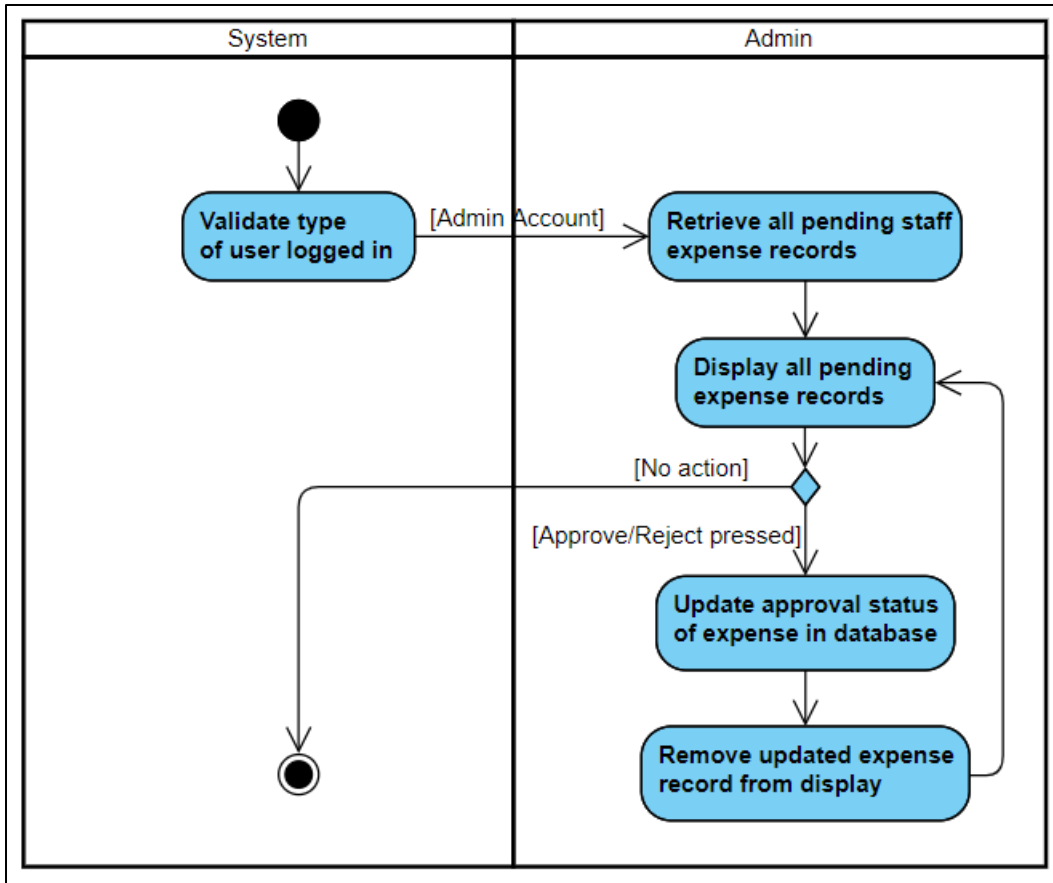 System
Admin
Validate type
of user logged in
[Admin Account]
Retrieve all pending staff
expense records
Display all pending
expense records
[No action]
[Approve/Reject pressed]
Update approval status
of expense in database
Remove updated expense
record from display